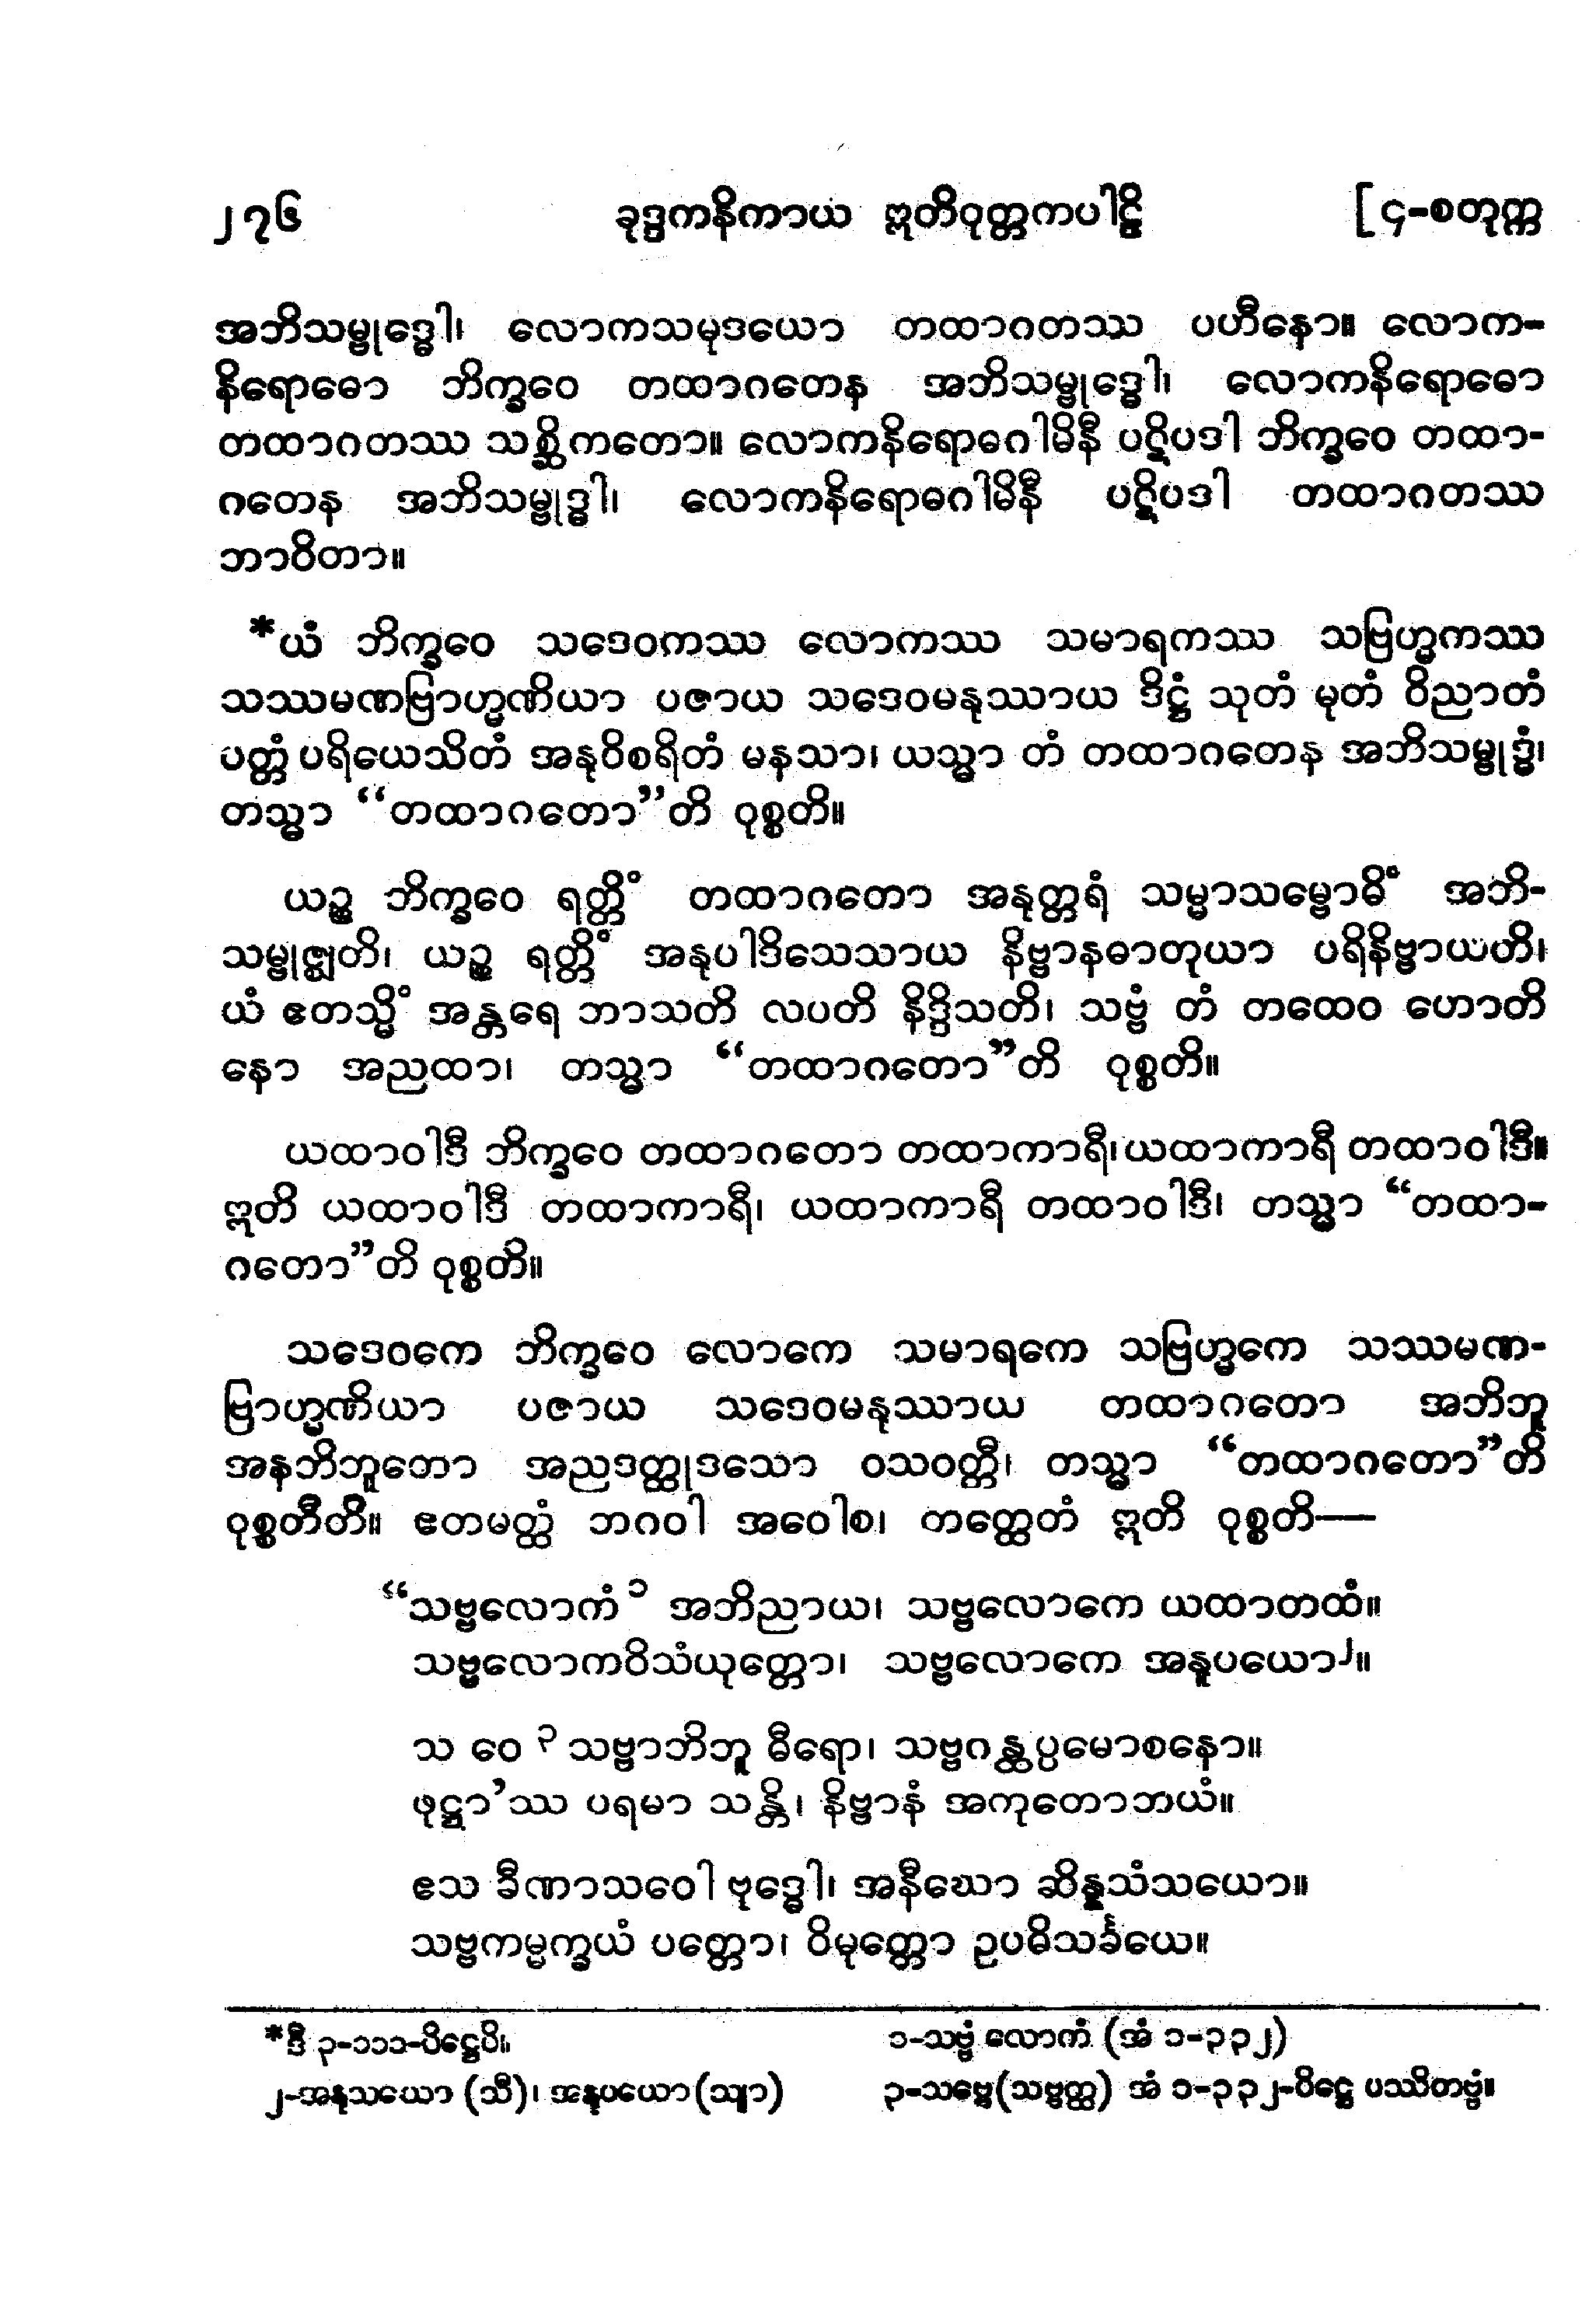 ၂၇၆ ခုဒ္ဒကနိကာယ ဣတိဝုတ္တကပါဠိ [၄-စတုက္က
အဘိသမ္ဗုဒ္ဓေါ၊ လောကသမုဒယော တထာဂတဿ ပဟီနော။ လောက-
နိရောဓော ဘိက္ခဝေ တထာဂတေန အဘိသမ္ဗုဒ္ဓေါ၊ လောကနိရောဓော
တထာဂတဿ သစ္ဆိကတော။ လောကနိရောဓဂါမိနီ ပဋိပဒါ ဘိက္ခဝေ တထာ-
ဂတေန အဘိသမ္ဗုဒ္ဓါ၊ လောကနိရောဓဂါမိနီ ပဋိပဒါ တထာဂတဿ
ဘာဝိတာ။
*ယံ ဘိက္ခဝေ သဒေဝကဿ လောကဿ သမာရကဿ သဗြဟ္မကဿ
သဿမဏဗြာဟ္မဏိယာ ပဇာယ သဒေဝမနုဿာယ ဒိဋ္ဌံ သုတံ မုတံ ဝိညာတံ
ပတ္တံ ပရိယေသိတံ အနုဝိစရိတံ မနသာ၊ ယသ္မာ တံ တထာဂတေန အဘိသမ္ဗုဒ္ဓံ၊
တသ္မာ “တထာဂတော”တိ ဝုစ္စတိ။
ယဉ္စ ဘိက္ခဝေ ရတ္တိံ တထာဂတော အနုတ္တရံ သမ္မာသမ္ဗောဓိံ အဘိ-
သမ္ဗုဇ္ဈတိ၊ ယဉ္စ ရတ္တိံ အနုပါဒိသေသာယ နိဗ္ဗာနဓာတုယာ ပရိနိဗ္ဗာယတိ၊
ယံ ဧတသ္မိံ အန္တရေ ဘာသတိ လပတိ နိဒ္ဒိသတိ၊ သဗ္ဗံ တံ တထေဝ ဟောတိ
နော အညထာ၊ တသ္မာ “တထာဂတော”တိ ဝုစ္စတိ။
ယထာဝါဒီ ဘိက္ခဝေ တထာဂတော တထာကာရီ၊ယထာကာရီ တထာဝါဒီ။
ဣတိ ယထာဝါဒီ တထာကာရီ၊ ယထာကာရီ တထာဝါဒီ၊ တသ္မာ “တထာ-
ဂတော”တိ ဝုစ္စတိ။
သဒေဝကေ ဘိက္ခဝေ လောကေ သမာရကေ သဗြဟ္မကေ သဿမဏ-
ဗြာဟ္မဏိယာ ပဇာယ သဒေဝမနုဿာယ တထာဂတော အဘိဘူ
အနဘိဘူတော အညဒတ္ထုဒသော ဝသဝတ္တီ၊ တသ္မာ “တထာဂတော”တိ
ဝုစ္စတီတိ။ ဧတမတ္ထံ ဘဂဝါ အဝေါစ၊ တတ္ထေတံ ဣတိ ဝုစ္စတိ—
“သဗ္ဗလောကံ ၁ အဘိညာယ၊ သဗ္ဗလောကေ ယထာတထံ။
သဗ္ဗလောကဝိသံယုတ္တော၊ သဗ္ဗလောကေ အနူပယော၂။
သ ဝေ ၃ သဗ္ဗာဘိဘူ ဓီရော၊ သဗ္ဗဂန္ထပ္ပမောစနော။
ဖုဋ္ဌာ’ဿ ပရမာ သန္တိ၊ နိဗ္ဗာနံ အကုတောဘယံ။
ဧသ ခီဏာသဝေါ ဗုဒ္ဓေါ၊ အနီဃော ဆိန္နသံသယော။
သဗ္ဗကမ္မက္ခယံ ပတ္တော၊ ဝိမုတ္တော ဥပဓိသင်္ခယေ။
*ဒီ ၃-၁၁၁-ပိဋ္ဌေပိ။ ၁-သဗ္ဗံ လောကံ (အံ ၁-၃၃၂)
၂-အနုသယော (သီ)၊ အနုပယော (သျာ) ၃-သဗ္ဗေ(သဗ္ဗတ္ထ) အံ ၁-၃၃၂-ပိဋ္ဌေ ပဿိတဗ္ဗံ။